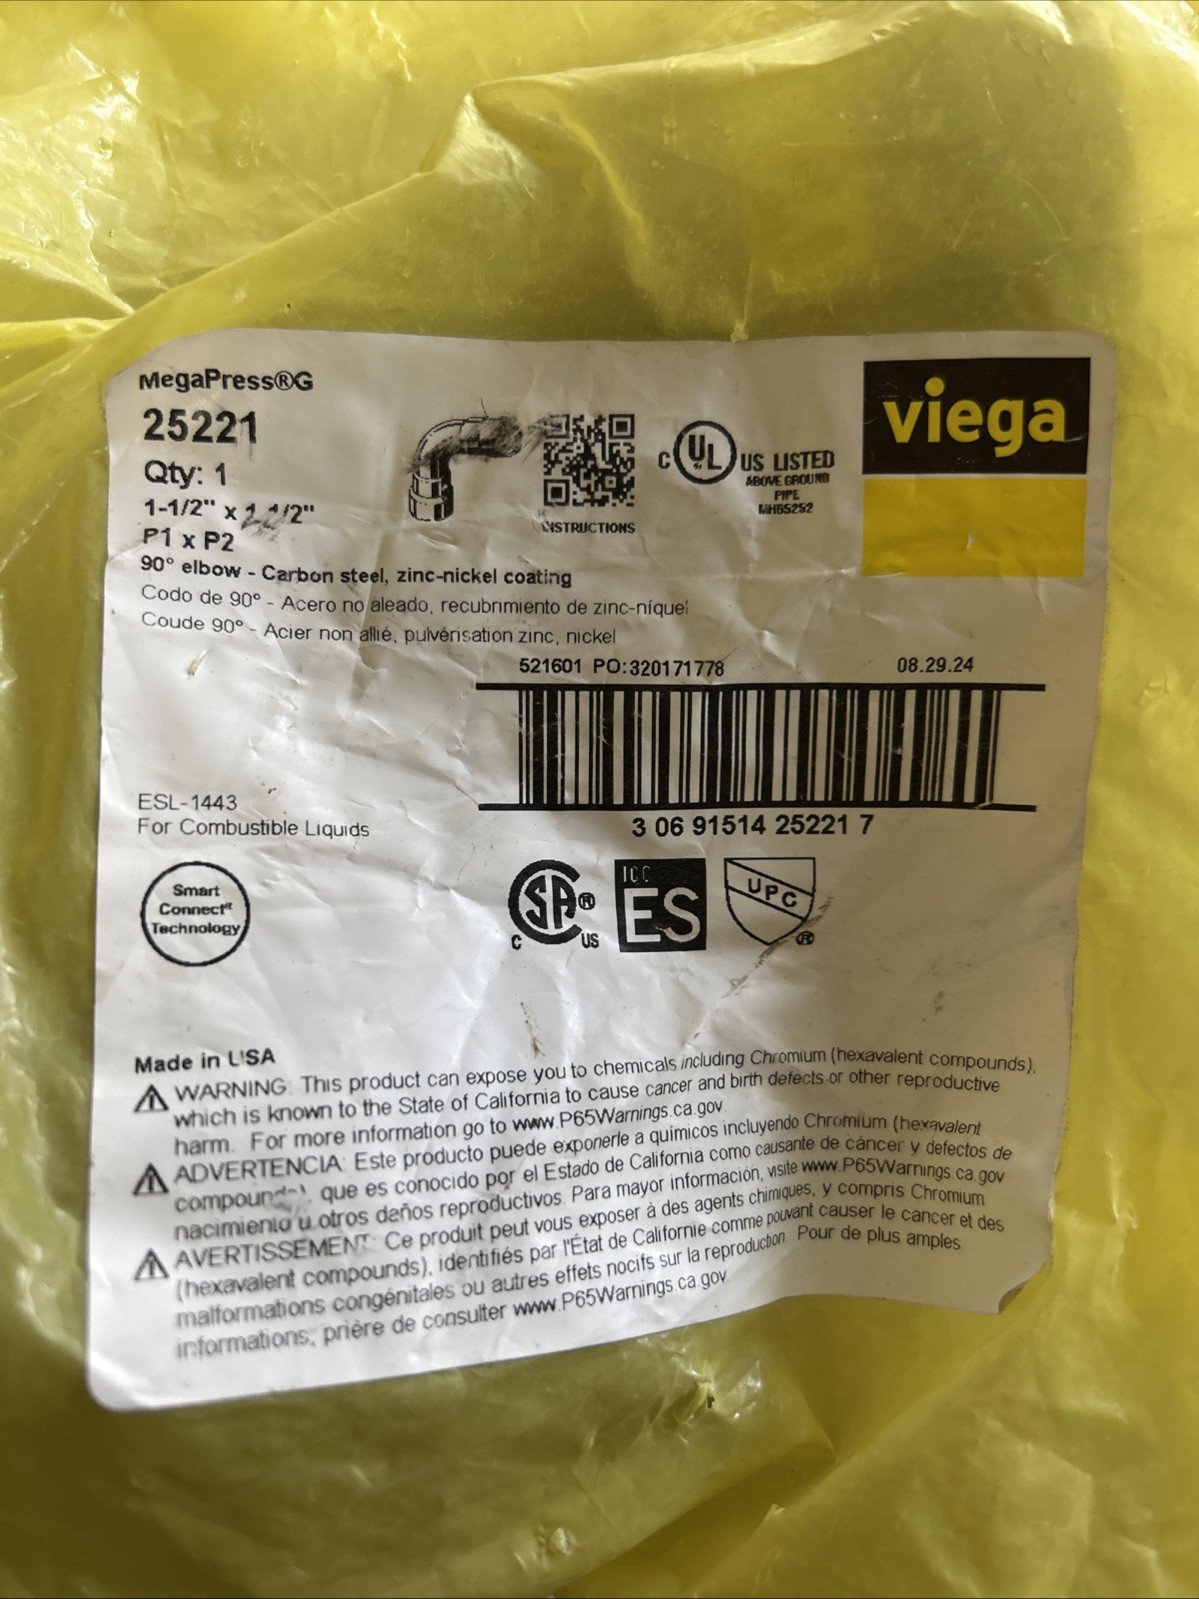 MegaPress®G
25221
Qty: 1
1-1/2" x 1-1/2"
P1 x P2
90° elbow - Carbon steel, zinc-nickel coating
Codo de 90° - Acero no aleado, recubrimiento de zinc-níquel
Coude 90° - Acier non allié, pulvérisation zinc, nickel
INSTRUCTIONS
C UL US LISTED
ABOVE GROUND
PIPE
MH65252
viega
521601 PO:320171778 08.29.24
3 06 91514 25221 7
ESL-1443
For Combustible Liquids
Smart
Connect®
Technology
C SA® US
ICC
ES
UPC®
Made in USA
WARNING: This product can expose you to chemicals including Chromium (hexavalent compounds),
which is known to the State of California to cause cancer and birth defects or other reproductive
harm. For more information go to www.P65Warnings.ca.gov
ADVERTENCIA: Este producto puede exponerle a químicos incluyendo Chromium (hexavalent
compounds), que es conocido por el Estado de California como causante de cáncer y defectos de
nacimiento u otros daños reproductivos. Para mayor información, visite www.P65Warnings.ca.gov
AVERTISSEMENT: Ce produit peut vous exposer à des agents chimiques, y compris Chromium
(hexavalent compounds), identifiés par l'État de Californie comme pouvant causer le cancer et des
malformations congénitales ou autres effets nocifs sur la reproduction. Pour de plus amples
informations, prière de consulter www.P65Warnings.ca.gov